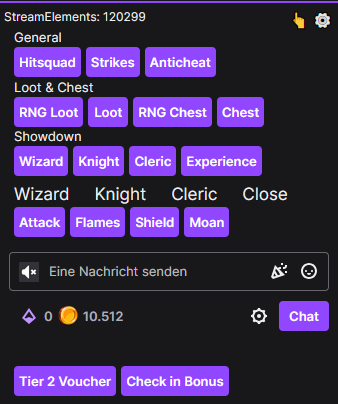 StreamElements: 120299
General
Hitsquad Strikes Anticheat
Loot & Chest
RNG Loot Loot RNG Chest Chest
Showdown
Wizard Knight Cleric Experience
Wizard Knight Cleric Close
Attack Flames Shield Moan
Eine Nachricht senden
0 10.512 Chat
Tier 2 Voucher Check in Bonus